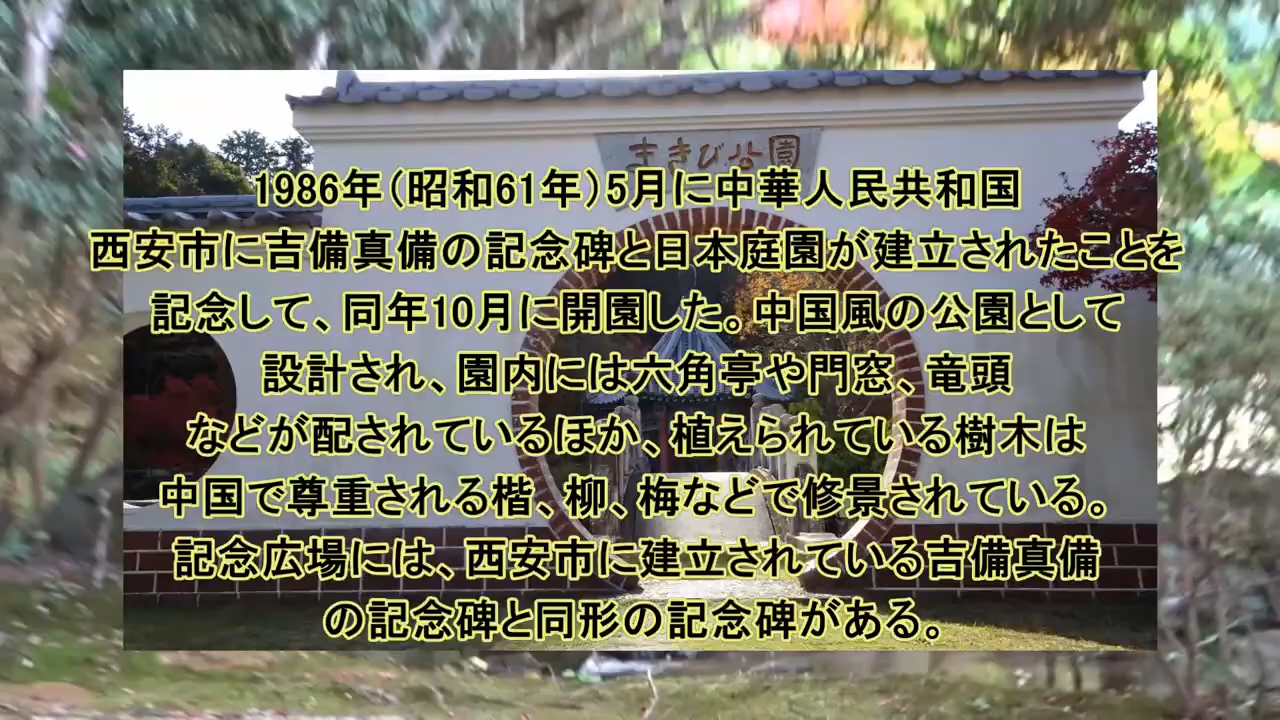 まきび公園
1986年（昭和61年）5月に中華人民共和国
西安市に吉備真備の記念碑と日本庭園が建立されたことを
記念して、同年10月に開園した。中国風の公園として
設計され、園内には六角亭や門窓、竜頭
などが配されているほか、植えられている樹木は
中国で尊重される楷、柳、梅などで修景されている。
記念広場には、西安市に建立されている吉備真備
の記念碑と同形の記念碑がある。